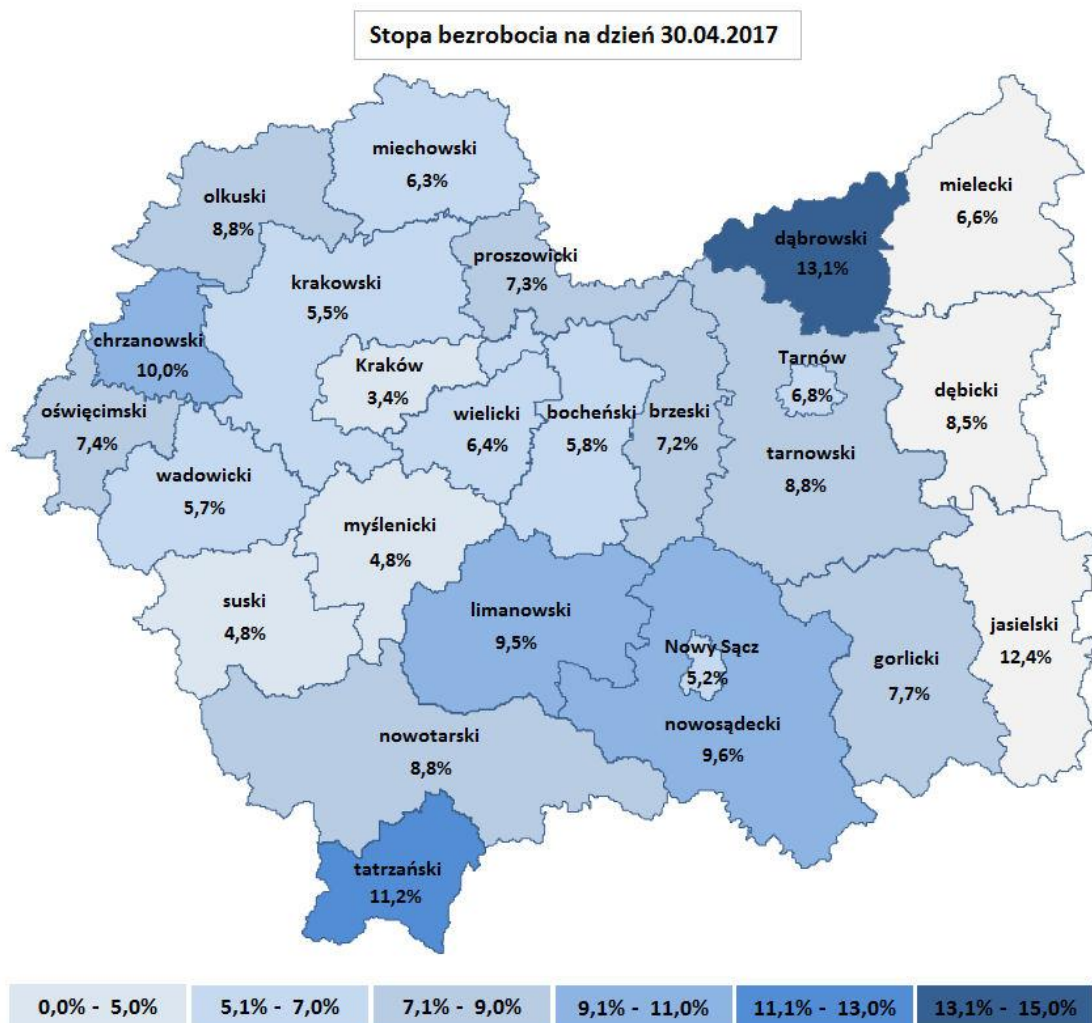 Stopa bezrobocia na dzień 30.04.2017
miechowski
6,3%
olkuski
8,8%
mielecki
6,6%
dąbrowski
13,1%
proszowicki
7,3%
krakowski
5,5%
chrzanowski
10,0%
Kraków
3,4%
Tarnów
6,8%
dębicki
8,5%
oświęcimski
7,4%
wielicki
6,4%
bocheński
5,8%
brzeski
7,2%
tarnowski
8,8%
wadowicki
5,7%
myślenicki
4,8%
suski
4,8%
limanowski
9,5%
Nowy Sącz
5,2%
gorlicki
7,7%
jasielski
12,4%
nowosądecki
9,6%
nowotarski
8,8%
tatrzański
11,2%
0,0% - 5,0%
5,1% - 7,0%
7,1% - 9,0%
9,1% - 11,0%
11,1% - 13,0%
13,1% - 15,0%